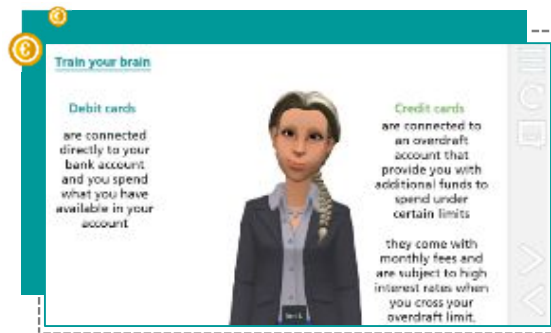 Train your brain
Debit cards
are connected
directly to your
bank account
and you spend
what you have
available in your
account
Credit cards
are connected to
an overdraft
account that
provide you with
additional funds to
spend under
certain limits
they come with
monthly fees and
are subject to high
interest rates when
you cross your
overdraft limit.